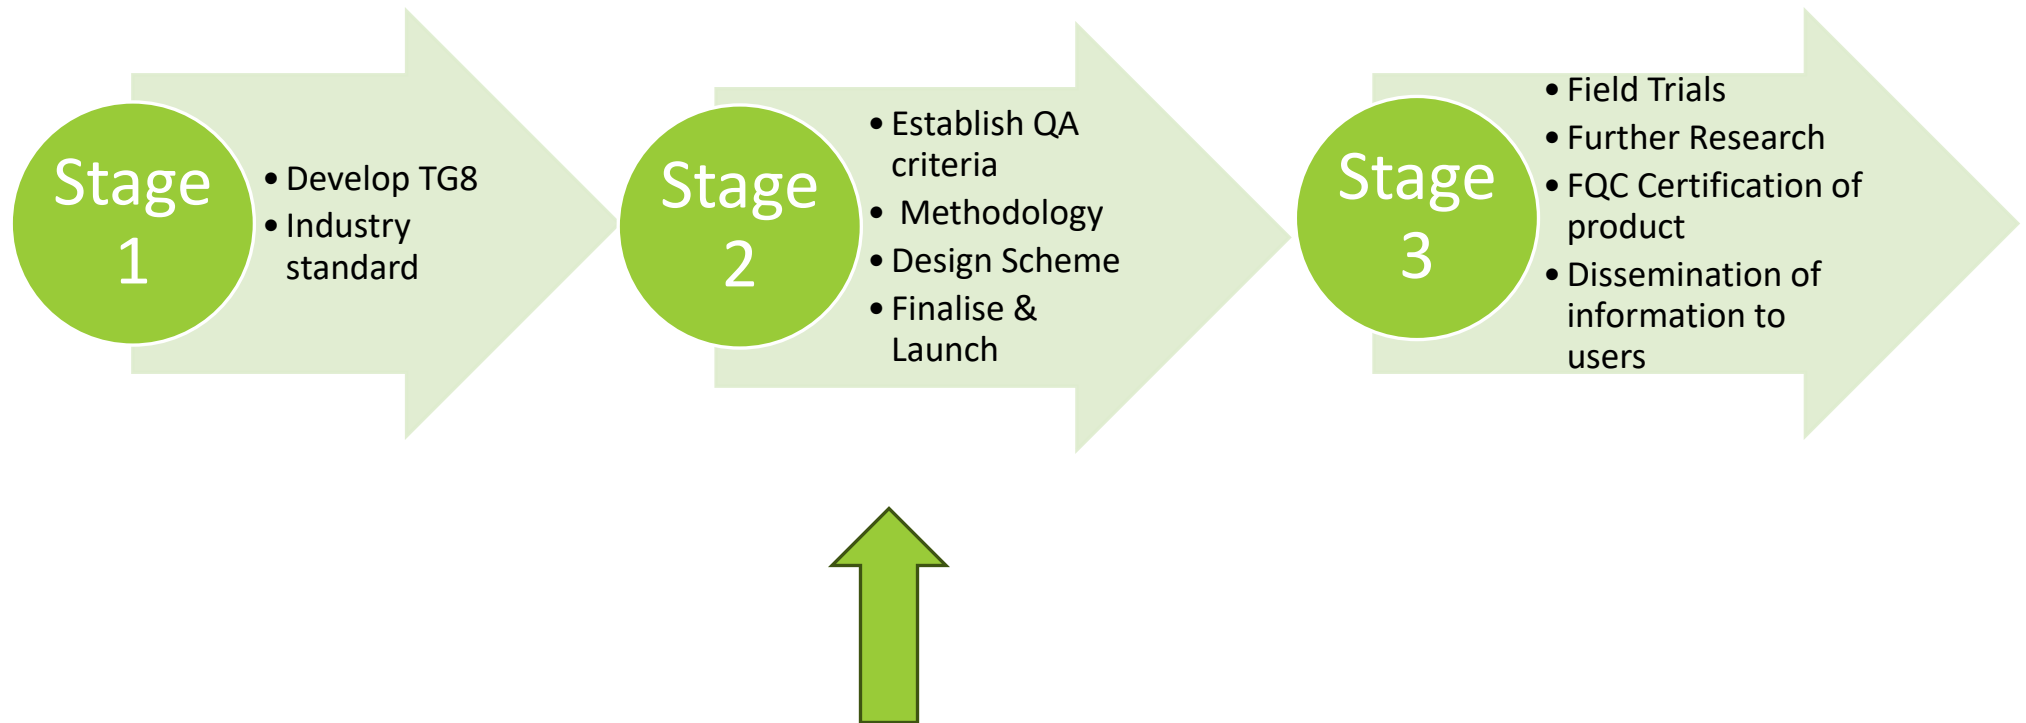 Stage
1
• Develop TG8
• Industry
standard
Stage
2
• Establish QA
criteria
• Methodology
• Design Scheme
• Finalise &
Launch
Stage
3
• Field Trials
• Further Research
• FQC Certification of
product
• Dissemination of
information to
users